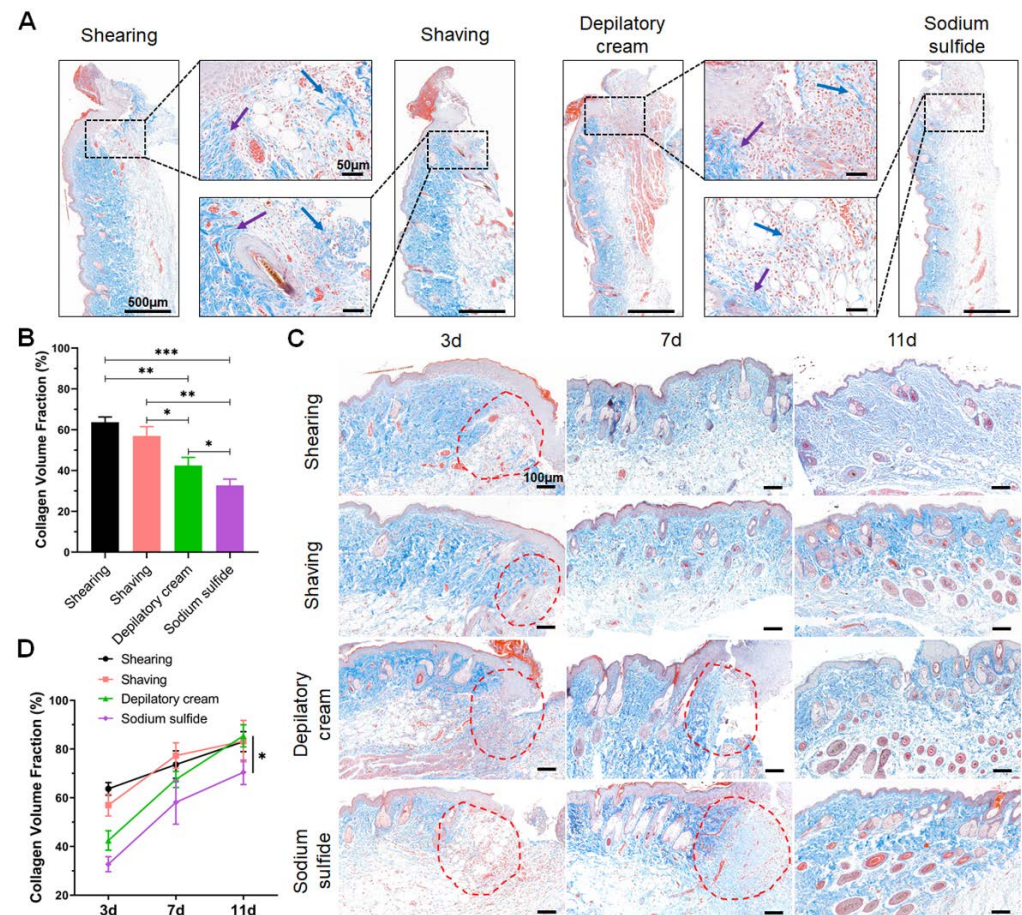 A
Shearing
Shaving
Depilatory
cream
Sodium
sulfide
50μm
500μm
B
Collagen Volume Fraction (%)
100
80
60
40
20
0
***
**
**
*
*
Shearing
Shaving
Depilatory cream
Sodium sulfide
C
3d
7d
11d
Shearing
100μm
Shaving
Depilatory
cream
Sodium
sulfide
D
Shearing
Shaving
Depilatory cream
Sodium sulfide
Collagen Volume Fraction (%)
100
80
60
40
20
*
3d
7d
11d